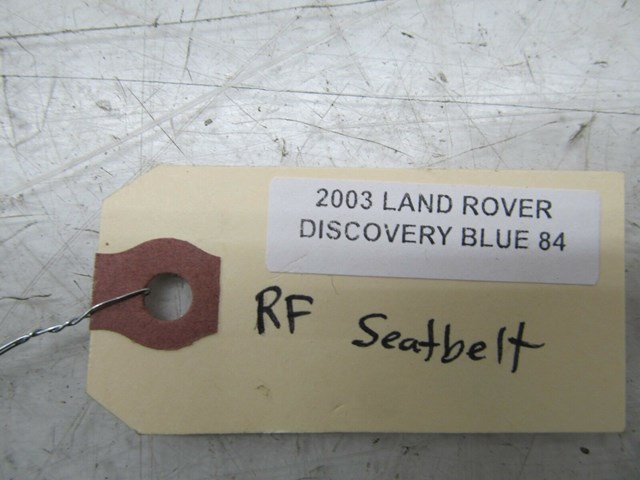 2003 LAND ROVER
DISCOVERY BLUE 84
RF Seatbelt